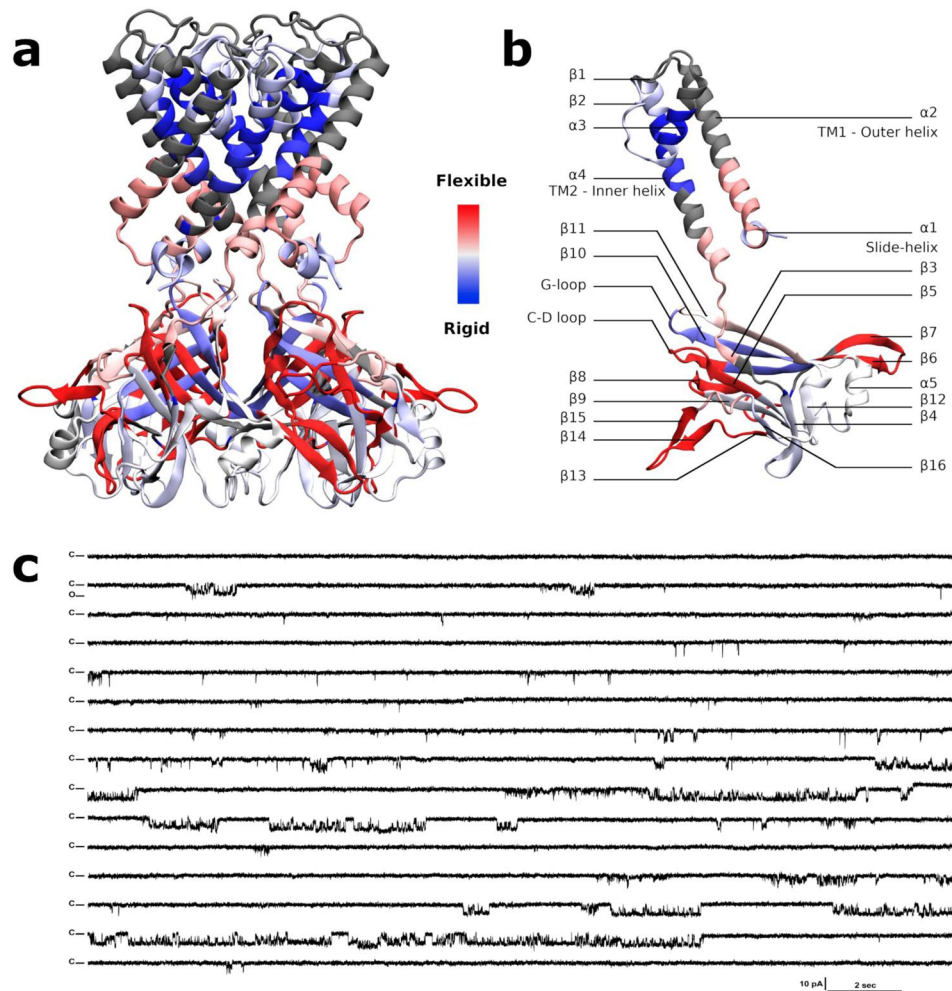 a
Flexible
Rigid
b
β1
β2
α3
α4
TM2 - Inner helix
β11
β10
G-loop
C-D loop
β8
β9
β15
β14
β13
α2
TM1 - Outer helix
α1
Slide-helix
β3
β5
β7
β6
α5
β12
β4
β16
c
C
C
O
C
C
C
C
C
C
C
C
C
C
C
C
C
10 pA
2 sec